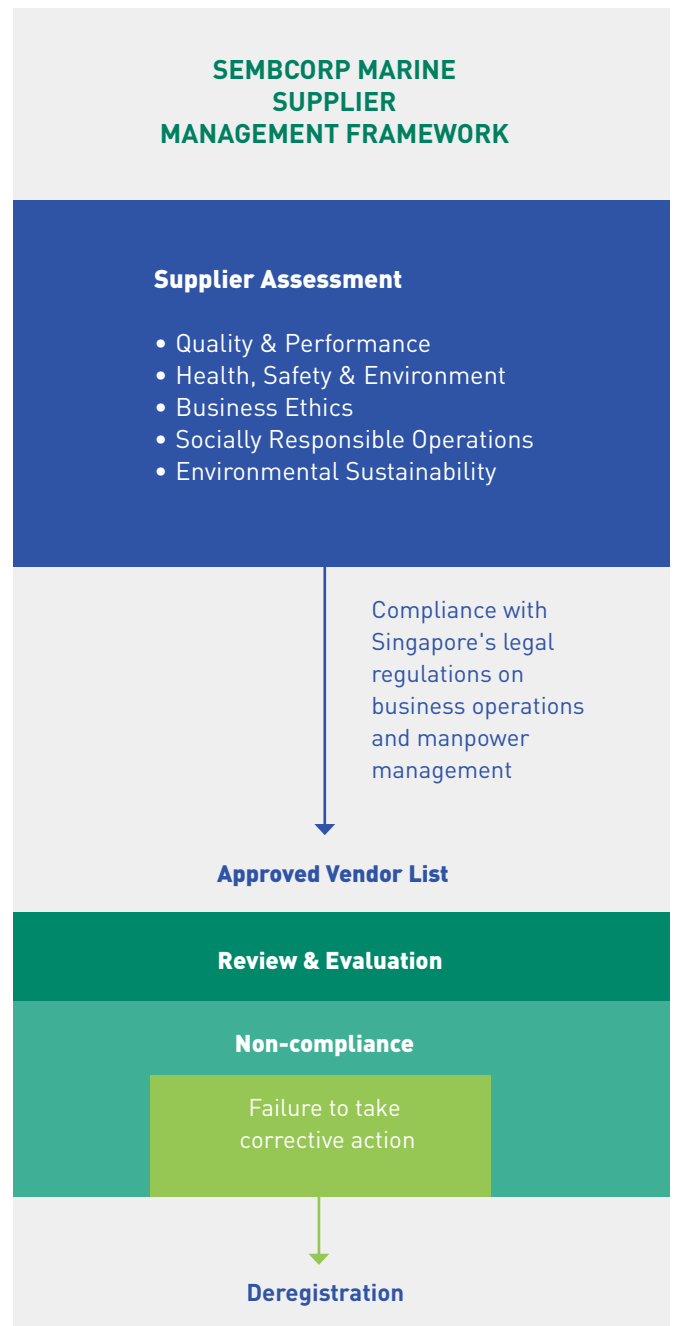 SEMBCORP MARINE
SUPPLIER
MANAGEMENT FRAMEWORK
Supplier Assessment
• Quality & Performance
• Health, Safety & Environment
• Business Ethics
• Socially Responsible Operations
• Environmental Sustainability
Compliance with
Singapore's legal
regulations on
business operations
and manpower
management
Approved Vendor List
Review & Evaluation
Non-compliance
Failure to take
corrective action
Deregistration